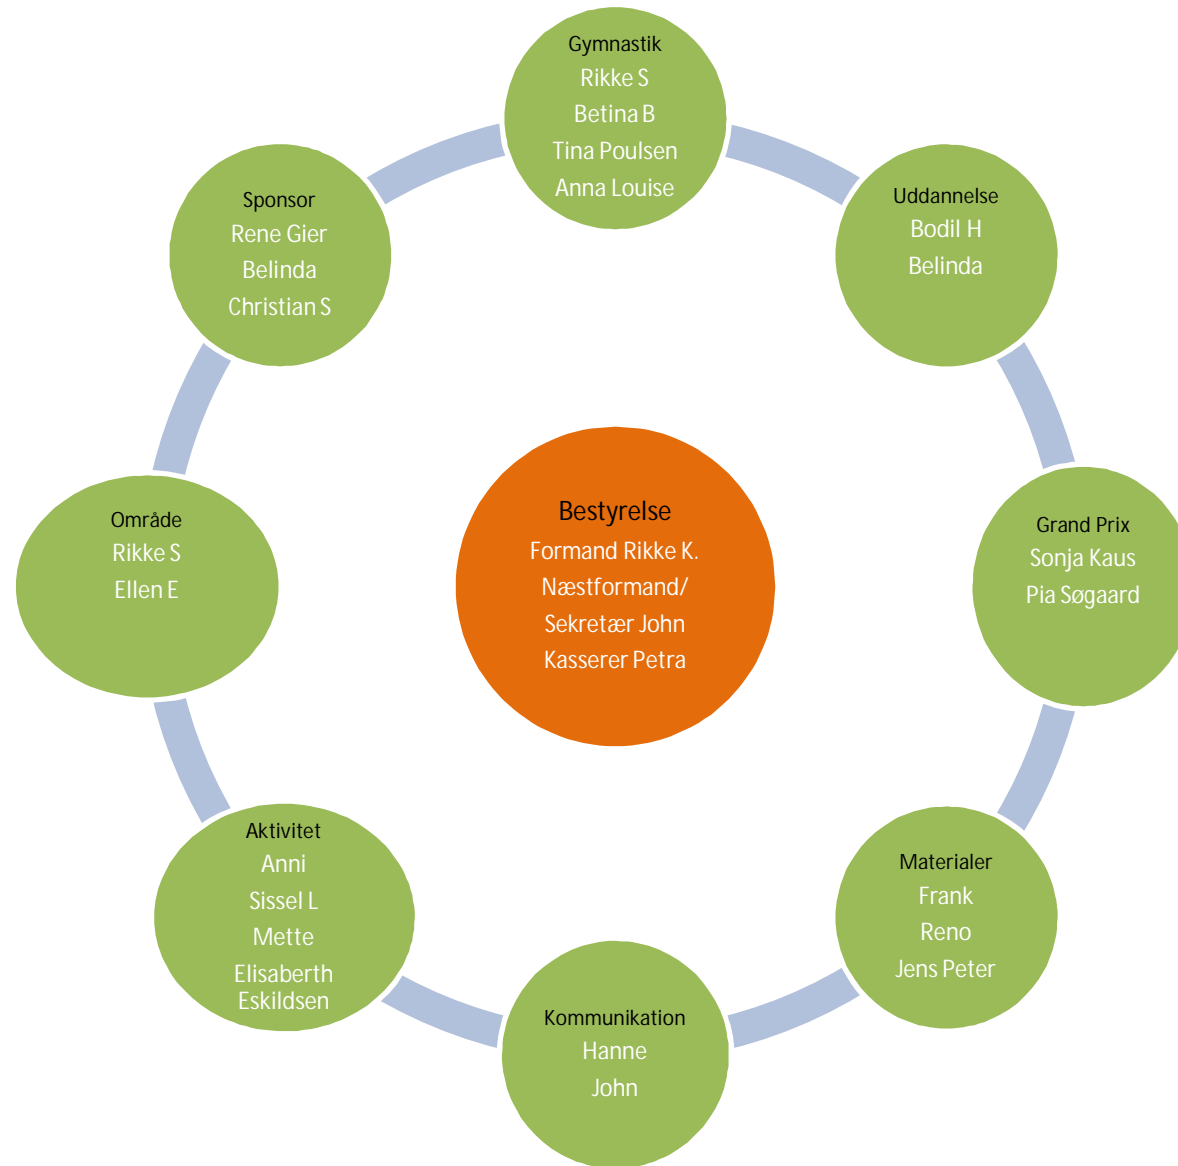 Gymnastik
Rikke S
Betina B
Tina Poulsen
Anna Louise
Uddannelse
Bodil H
Belinda
Grand Prix
Sonja Kaus
Pia Søgaard
Materialer
Frank
Reno
Jens Peter
Kommunikation
Hanne
John
Aktivitet
Anni
Sissel L
Mette
Elisaberth
Eskildsen
Område
Rikke S
Ellen E
Sponsor
Rene Gier
Belinda
Christian S
Bestyrelse
Formand Rikke K.
Næstformand/
Sekretær John
Kasserer Petra